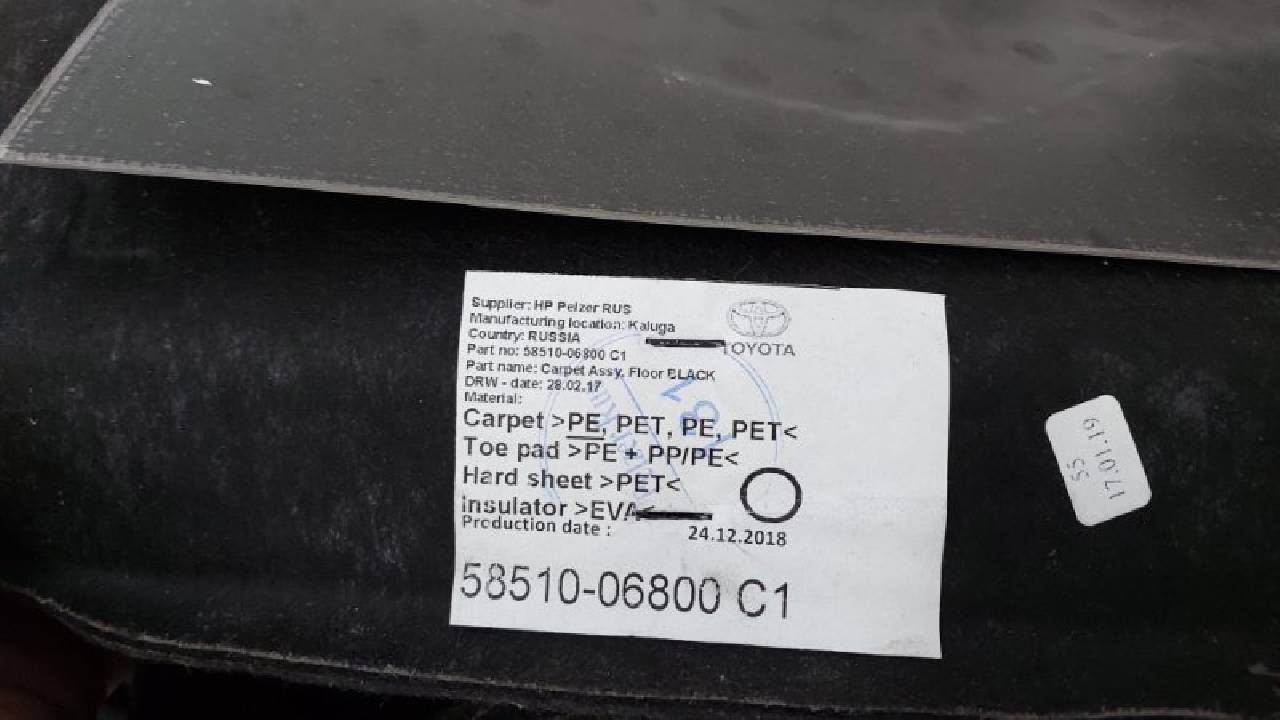 Supplier: HP Pelzer RUS
Manufacturing location: Kaluga
Country: RUSSIA
TOYOTA
Part no: 58510-06800 C1
Part name: Carpet Assy, Floor BLACK
DRW - date: 28.02.17
Material:
Carpet >PE, PET, PE, PET<
Toe pad >PE + PP/PE<
Hard sheet >PET<
insulator >EVA<
Production date : 24.12.2018
58510-06800 C1
17.01.19
55
187